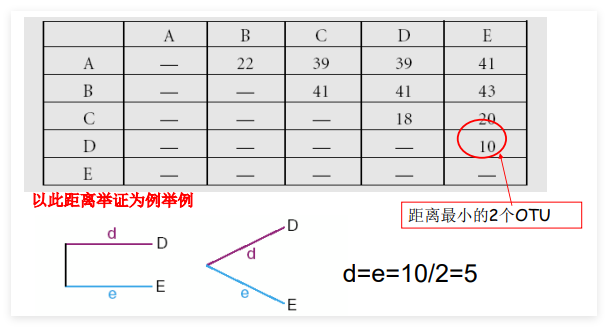 A B C D E
A — 22 39 39 41
B — — 41 41 43
C — — — 18 20
D — — — — 10
E — — — — —
以此距离举证为例举例
距离最小的2个OTU
d D
e E
D
d
e
E
d=e=10/2=5